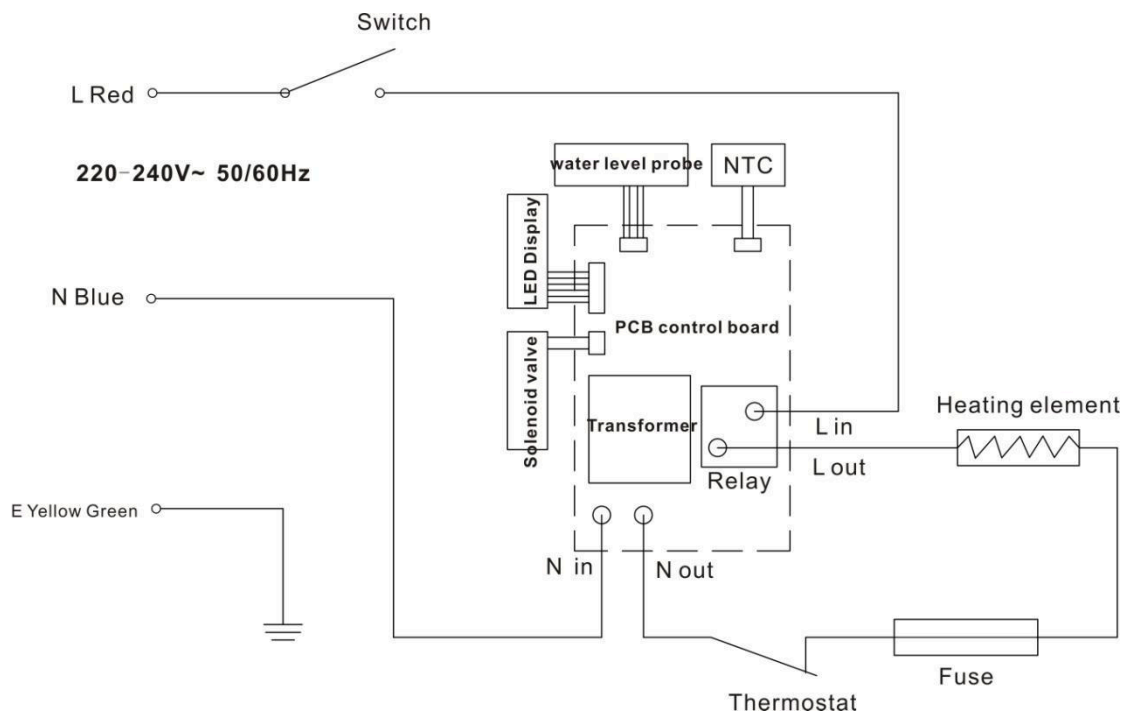 Switch
L Red
220-240V~ 50/60Hz
water level probe
NTC
LED Display
N Blue
PCB control board
Solenoid valve
Transformer
L in
Heating element
L out
Relay
E Yellow Green
N in
N out
Fuse
Thermostat